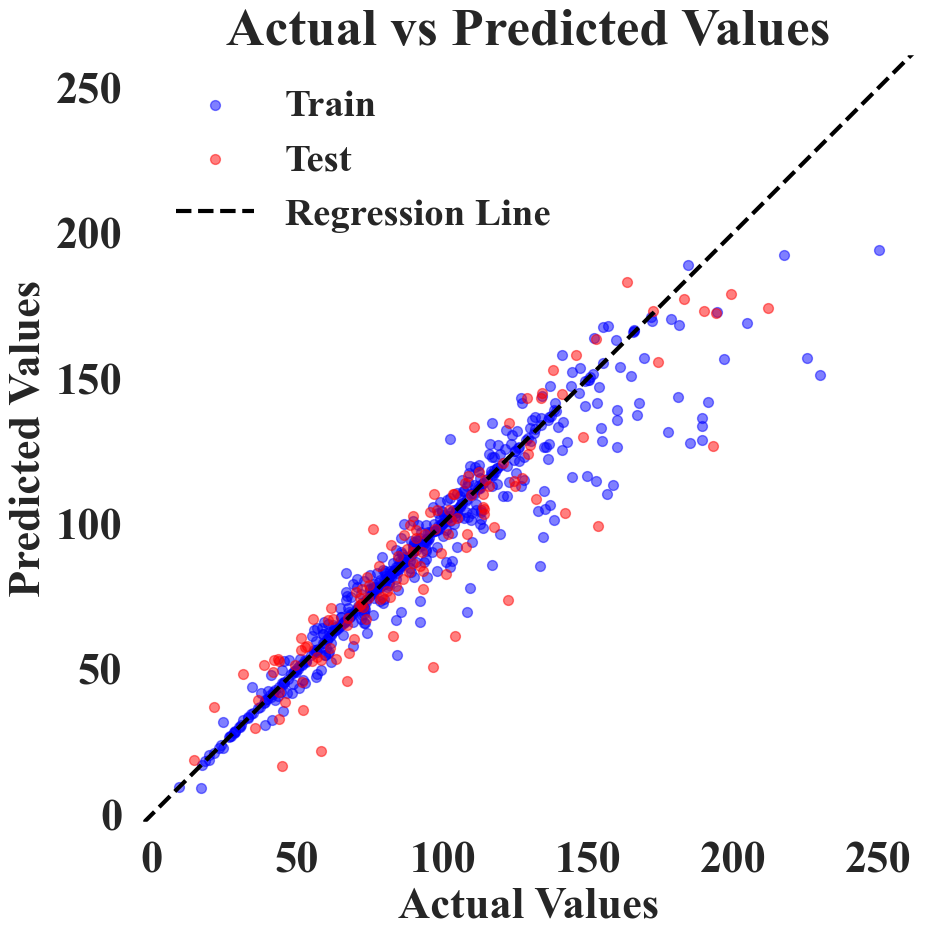 Actual vs Predicted Values
250
200
150
100
50
0
Predicted Values
Train
Test
Regression Line
0 50 100 150 200 250
Actual Values